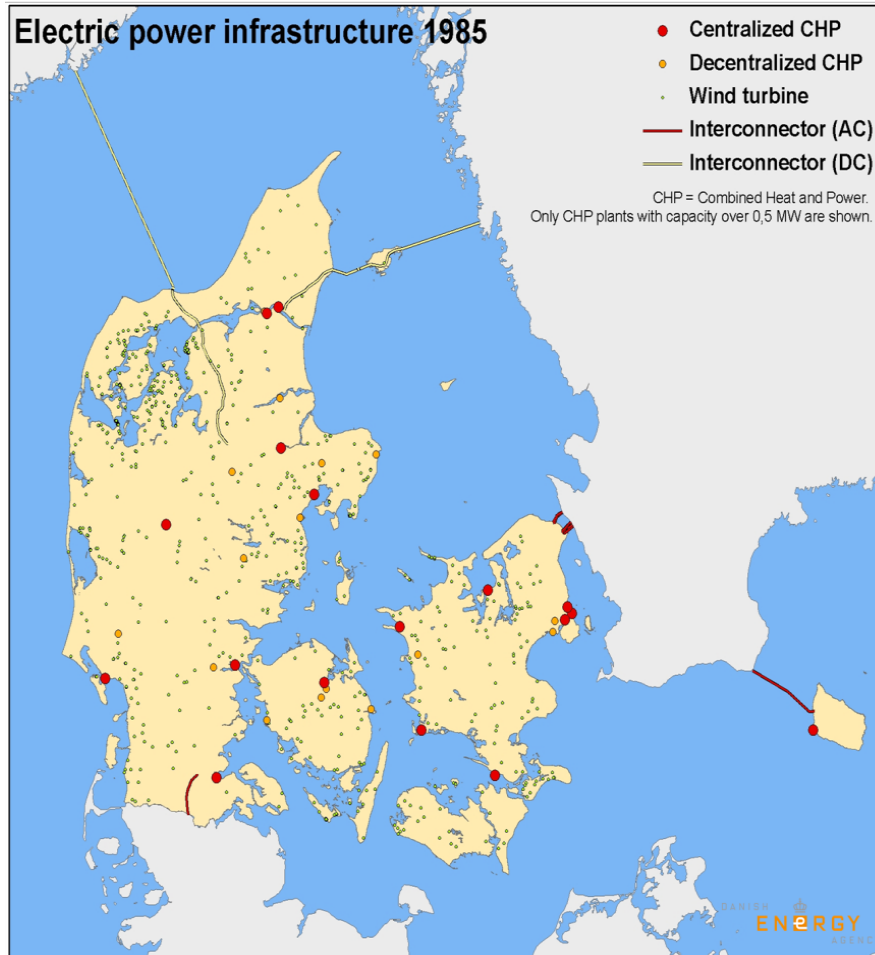 Electric power infrastructure 1985
Centralized CHP
Decentralized CHP
Wind turbine
Interconnector (AC)
Interconnector (DC)
CHP = Combined Heat and Power.
Only CHP plants with capacity over 0,5 MW are shown.
DANISH
ENERGY
AGENCY